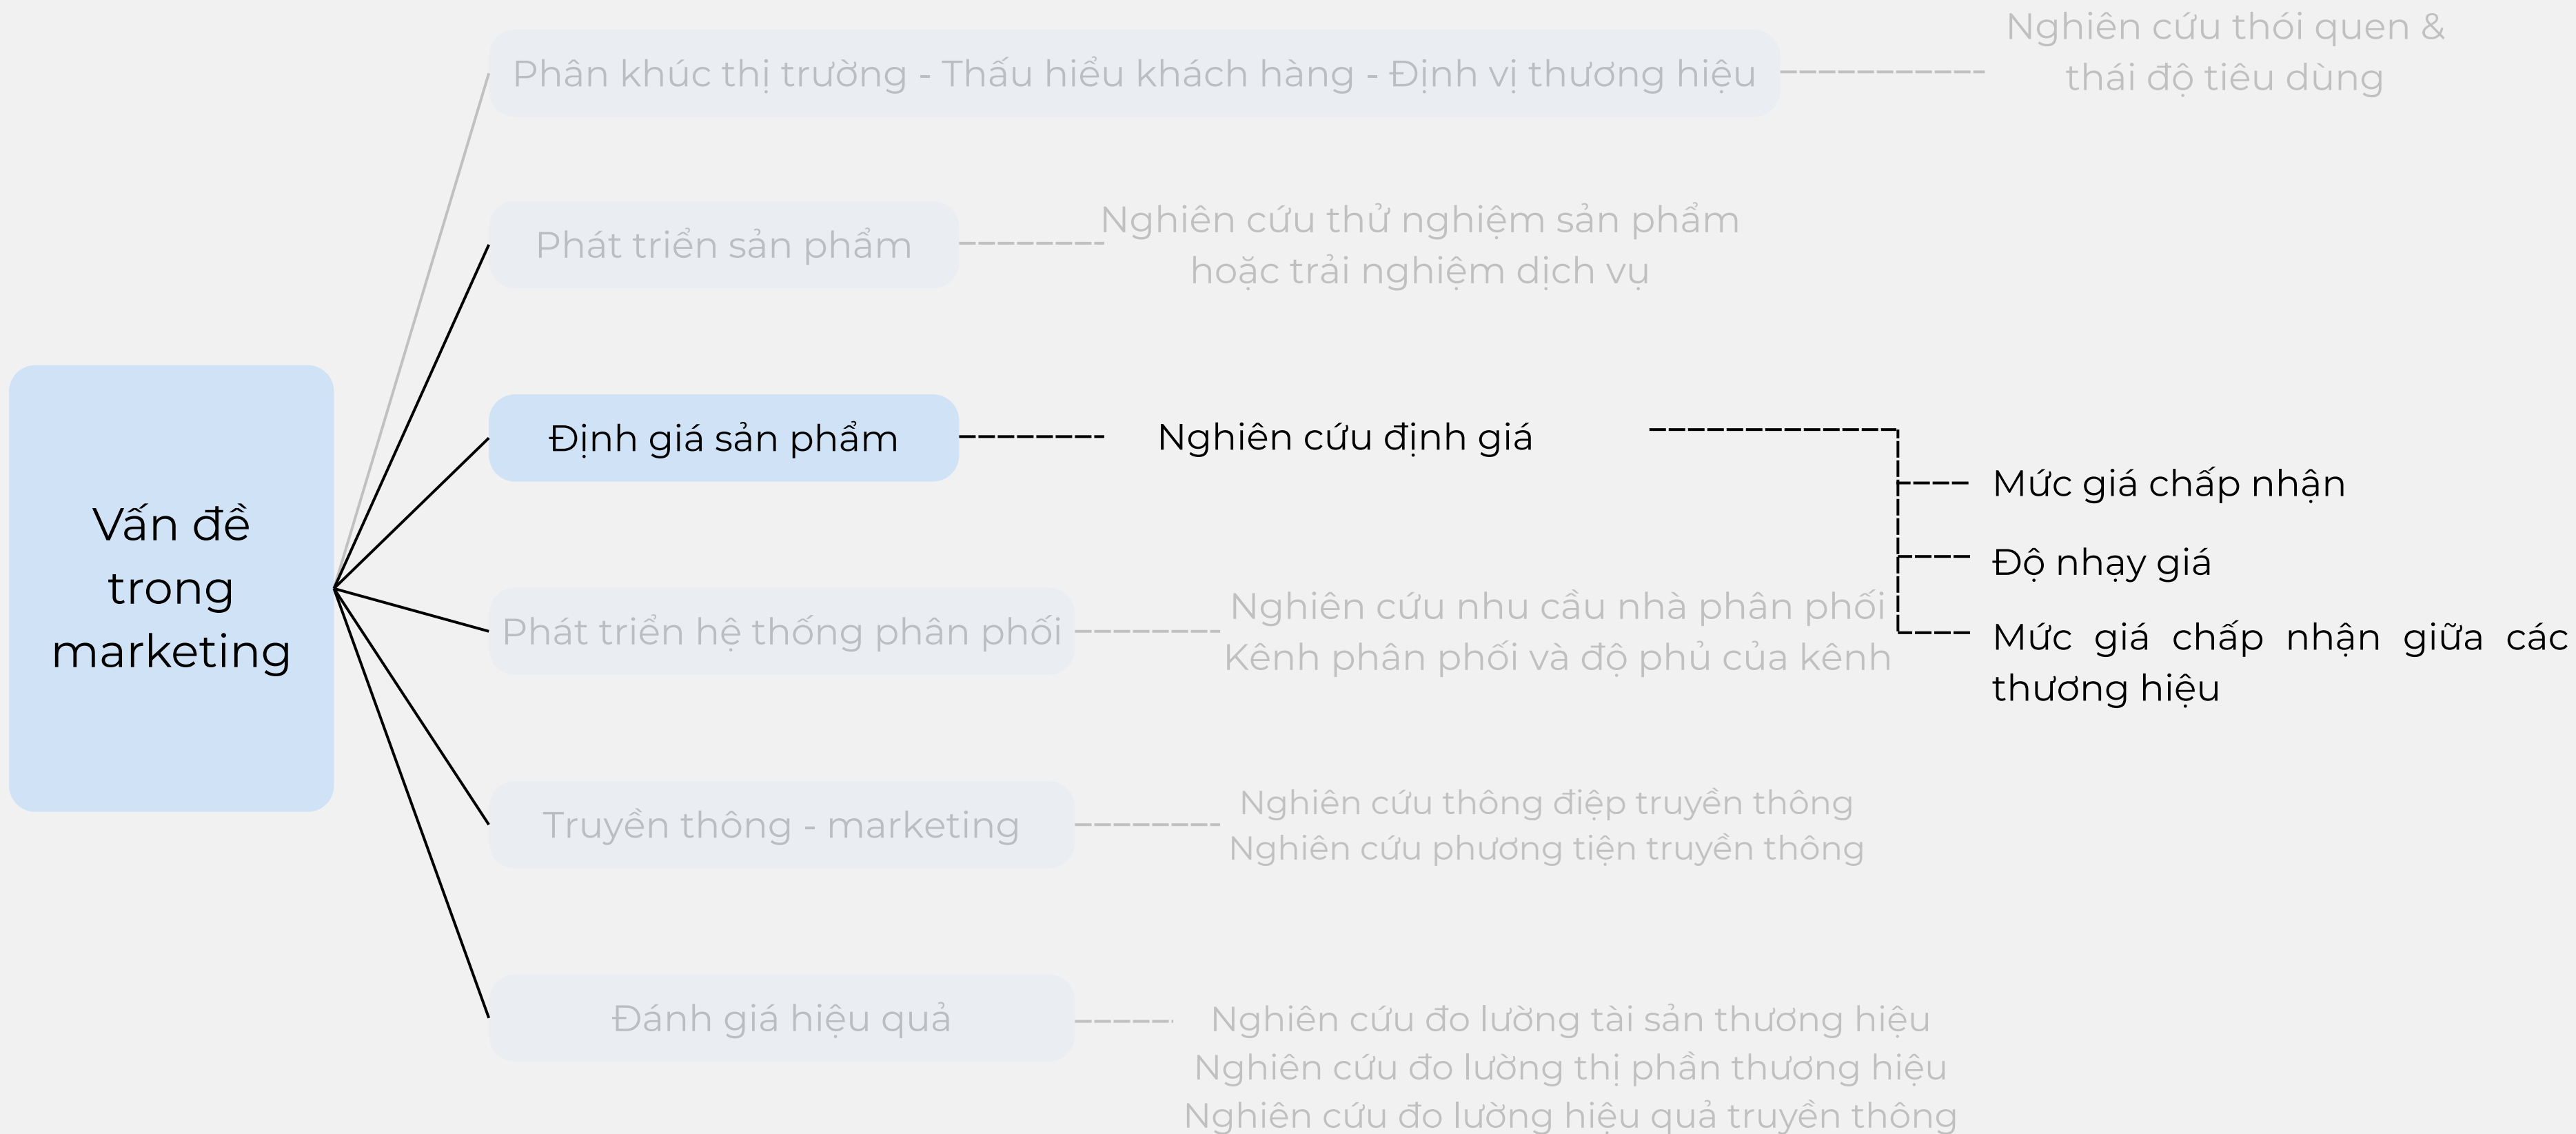 Nghiên cứu thói quen &
thái độ tiêu dùng
Phân khúc thị trường - Thấu hiểu khách hàng - Định vị thương hiệu
Phát triển sản phẩm
Nghiên cứu thử nghiệm sản phẩm
hoặc trải nghiệm dịch vụ
Vấn đề
trong
marketing
Định giá sản phẩm
Nghiên cứu định giá
Mức giá chấp nhận
Độ nhạy giá
Mức giá chấp nhận giữa các
thương hiệu
Phát triển hệ thống phân phối
Nghiên cứu nhu cầu nhà phân phối
Kênh phân phối và độ phủ của kênh
Truyền thông - marketing
Nghiên cứu thông điệp truyền thông
Nghiên cứu phương tiện truyền thông
Đánh giá hiệu quả
Nghiên cứu đo lường tài sản thương hiệu
Nghiên cứu đo lường thị phần thương hiệu
Nghiên cứu đo lường hiệu quả truyền thông